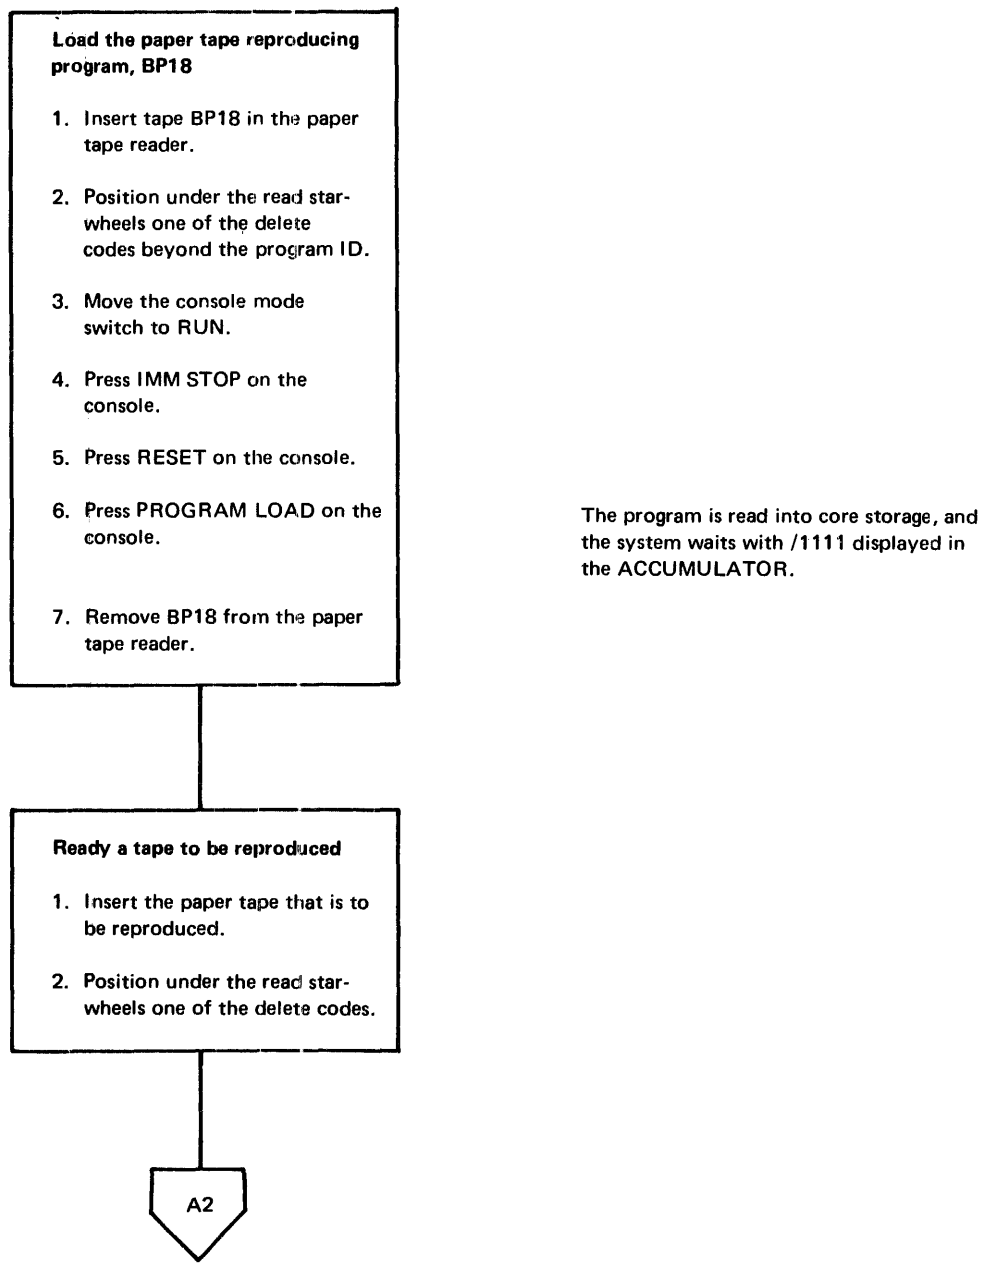 Load the paper tape reproducing
program, BP18
1. Insert tape BP18 in the paper
tape reader.
2. Position under the read star-
wheels one of the delete
codes beyond the program ID.
3. Move the console mode
switch to RUN.
4. Press IMM STOP on the
console.
5. Press RESET on the console.
6. Press PROGRAM LOAD on the
console.
The program is read into core storage, and
the system waits with /1111 displayed in
the ACCUMULATOR.
7. Remove BP18 from the paper
tape reader.
Ready a tape to be reproduced
1. Insert the paper tape that is to
be reproduced.
2. Position under the read star-
wheels one of the delete codes.
A2